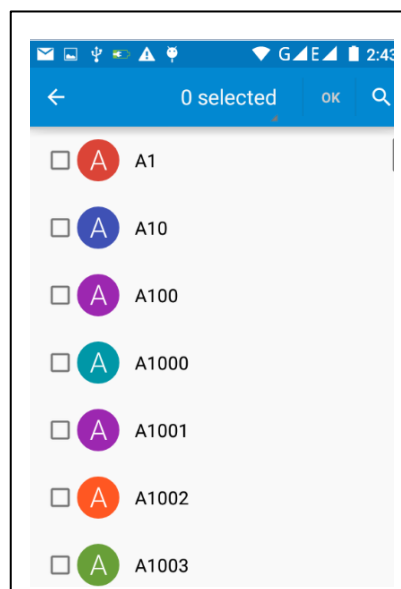 G E 2:43
0 selected OK
A A1
A A10
A A100
A A1000
A A1001
A A1002
A A1003